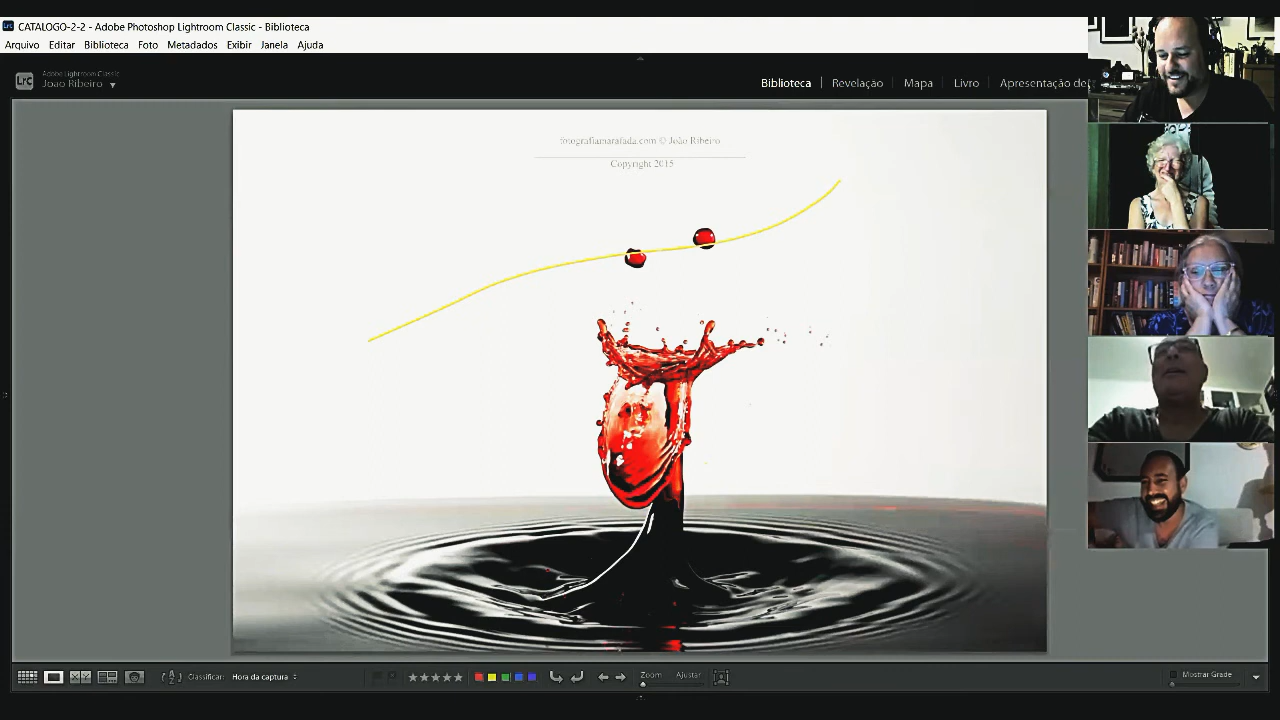 CATALOGO-2-2 - Adobe Photoshop Lightroom Classic - Biblioteca
Arquivo Editar Biblioteca Foto Metadados Exibir Janela Ajuda
Lrc
Adobe Lightroom Classic
João Ribeiro
Biblioteca | Revelação | Mapa | Livro | Apresentação de
fotografiamarafada.com © João Ribeiro
Copyright 2015
Classificar: Hora da captura
Zoom Ajustar
Mostrar Grade